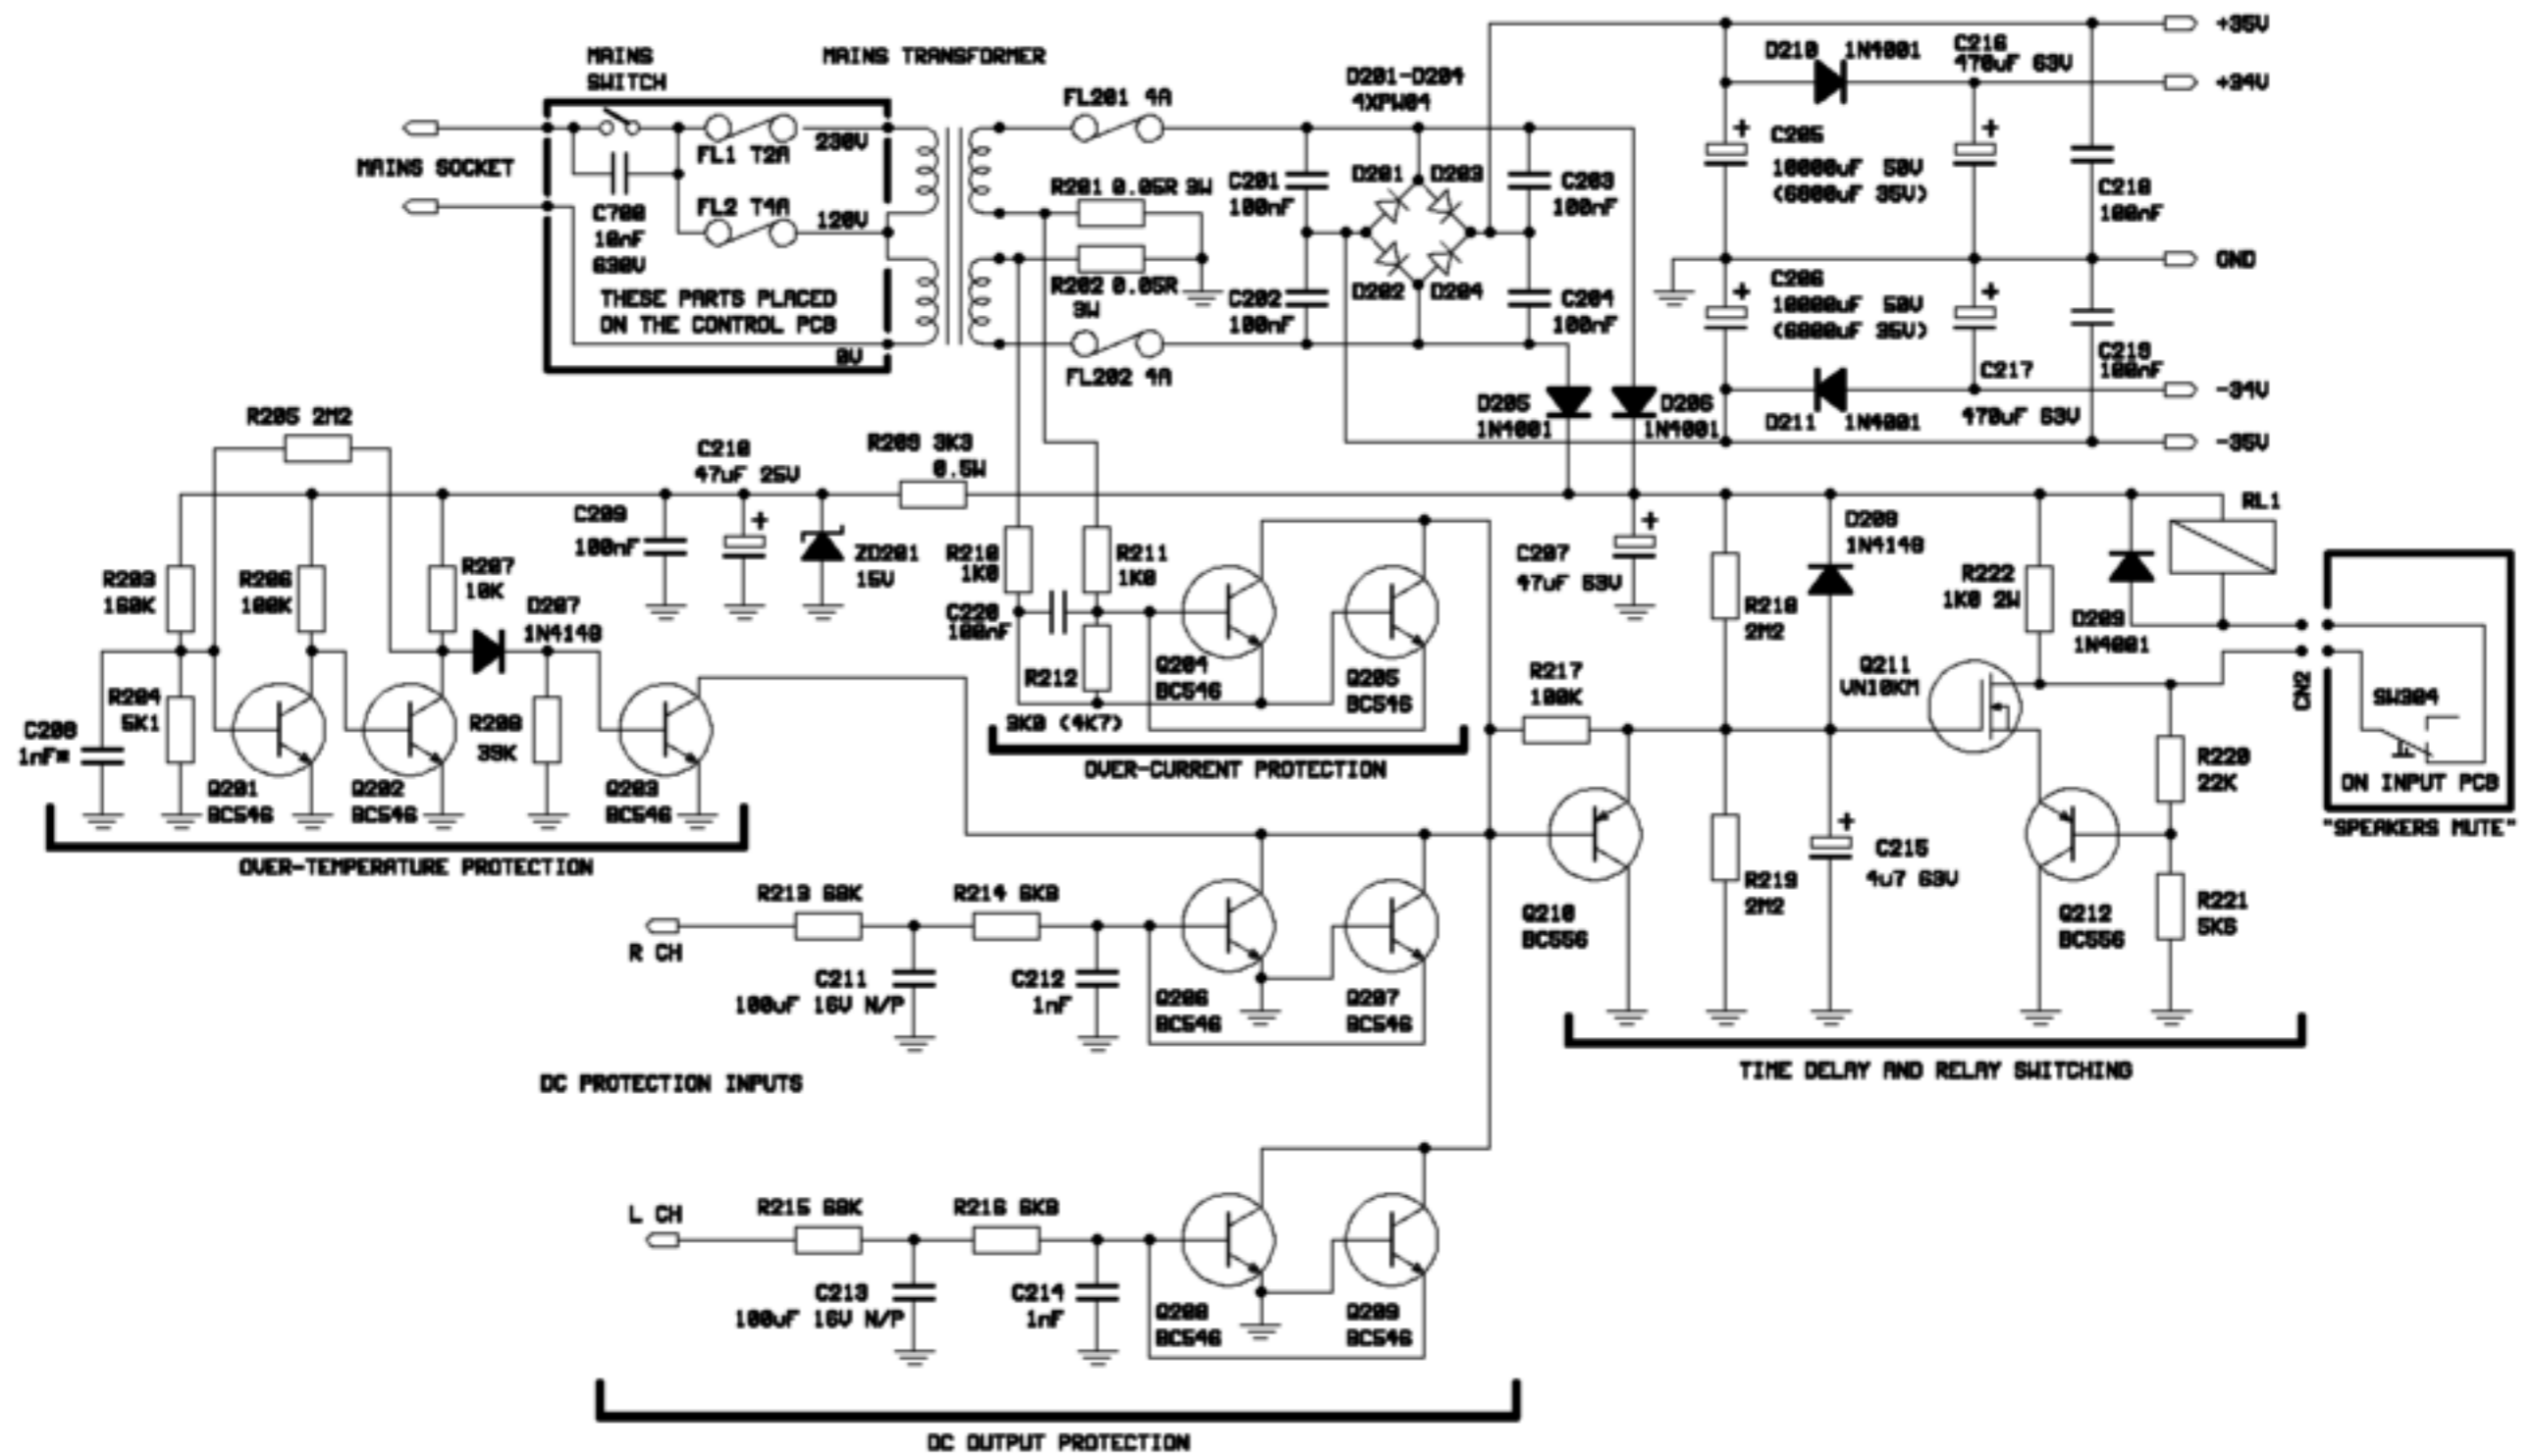 MAINS
SWITCH
MAINS TRANSFORMER
MAINS SOCKET
FL1 T2A
230V
C700
10nF
630V
FL2 T4A
120V
THESE PARTS PLACED
ON THE CONTROL PCB
0V
FL201 4A
R201 0.05R 3W
R202 0.05R
3W
FL202 4A
D201-D204
4XPW04
C201
100nF
D201
D203
C203
100nF
C202
100nF
D202
D204
C204
100nF
D210 1N4001
C216
470uF 63V
+35V
+34V
C205
10000uF 50V
(6800uF 35V)
C218
100nF
GND
C206
10000uF 50V
(6800uF 35V)
C219
100nF
C217
470uF 63V
-34V
D211 1N4001
-35V
D205
1N4001
D206
1N4001
R205 2M2
C210
47uF 25V
R209 3K3
0.5W
C209
100nF
ZD201
15V
R203
160K
R206
100K
R207
10K
D207
1N4148
R204
5K1
C208
1nF*
R208
39K
Q201
BC546
Q202
BC546
Q203
BC546
OVER-TEMPERATURE PROTECTION
R210
1K0
R211
1K0
C220
100nF
R212
3K0 (4K7)
Q204
BC546
Q205
BC546
OVER-CURRENT PROTECTION
C207
47uF 63V
R218
2M2
D208
1N4148
R222
1K0 2W
D209
1N4001
RL1
R217
100K
Q211
VN10KM
CN2
SW304
ON INPUT PCB
"SPEAKERS MUTE"
R220
22K
Q210
BC556
R219
2M2
C215
4u7 63V
Q212
BC556
R221
5K6
TIME DELAY AND RELAY SWITCHING
R213 68K
R214 6K8
R CH
C211
100uF 16V N/P
C212
1nF
Q206
BC546
Q207
BC546
DC PROTECTION INPUTS
L CH
R215 68K
R216 6K8
C213
100uF 16V N/P
C214
1nF
Q208
BC546
Q209
BC546
DC OUTPUT PROTECTION